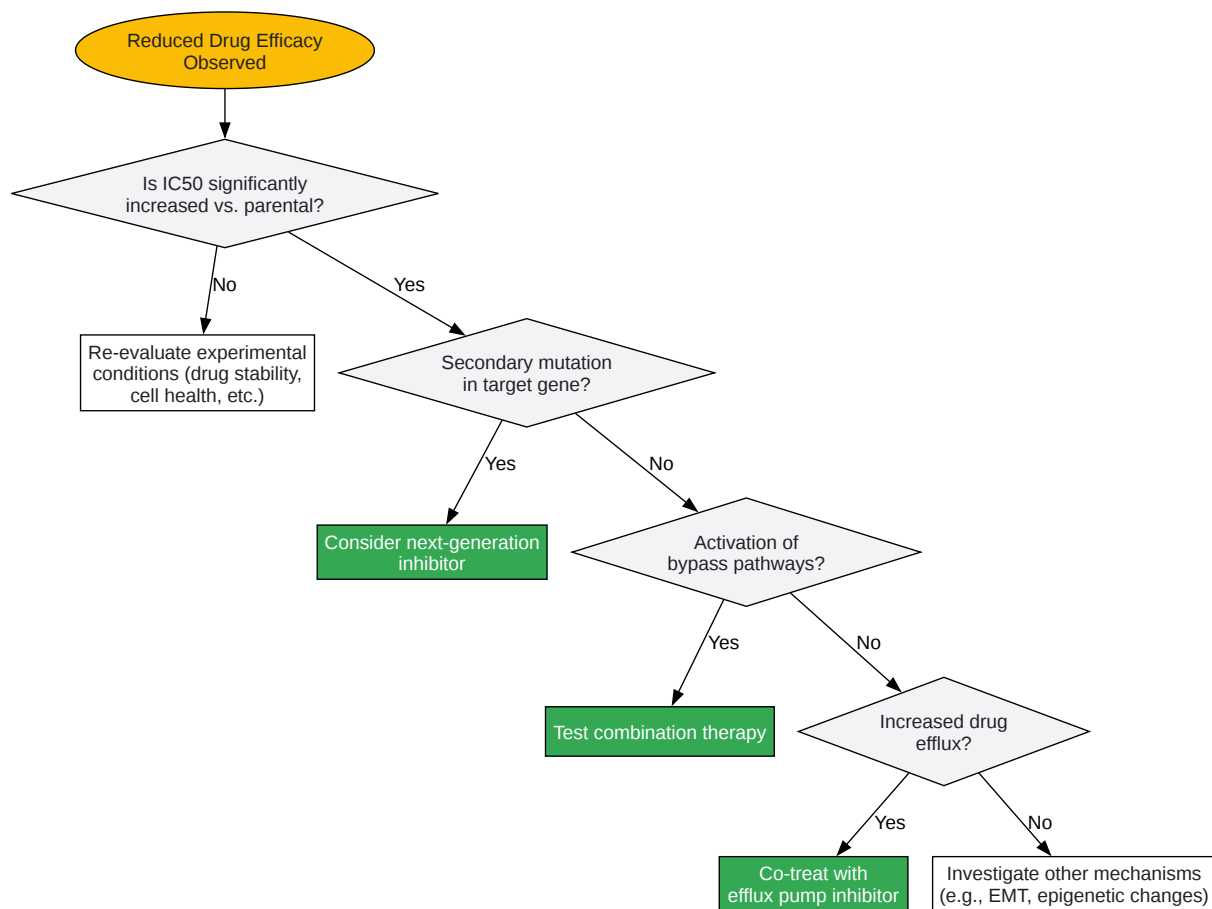 Reduced Drug Efficacy
Observed
Is IC50 significantly
increased vs. parental?
No
Yes
Re-evaluate experimental
conditions (drug stability,
cell health, etc.)
Secondary mutation
in target gene?
Yes
No
Consider next-generation
inhibitor
Activation of
bypass pathways?
Yes
No
Test combination therapy
Increased drug
efflux?
Yes
No
Co-treat with
efflux pump inhibitor
Investigate other mechanisms
(e.g., EMT, epigenetic changes)